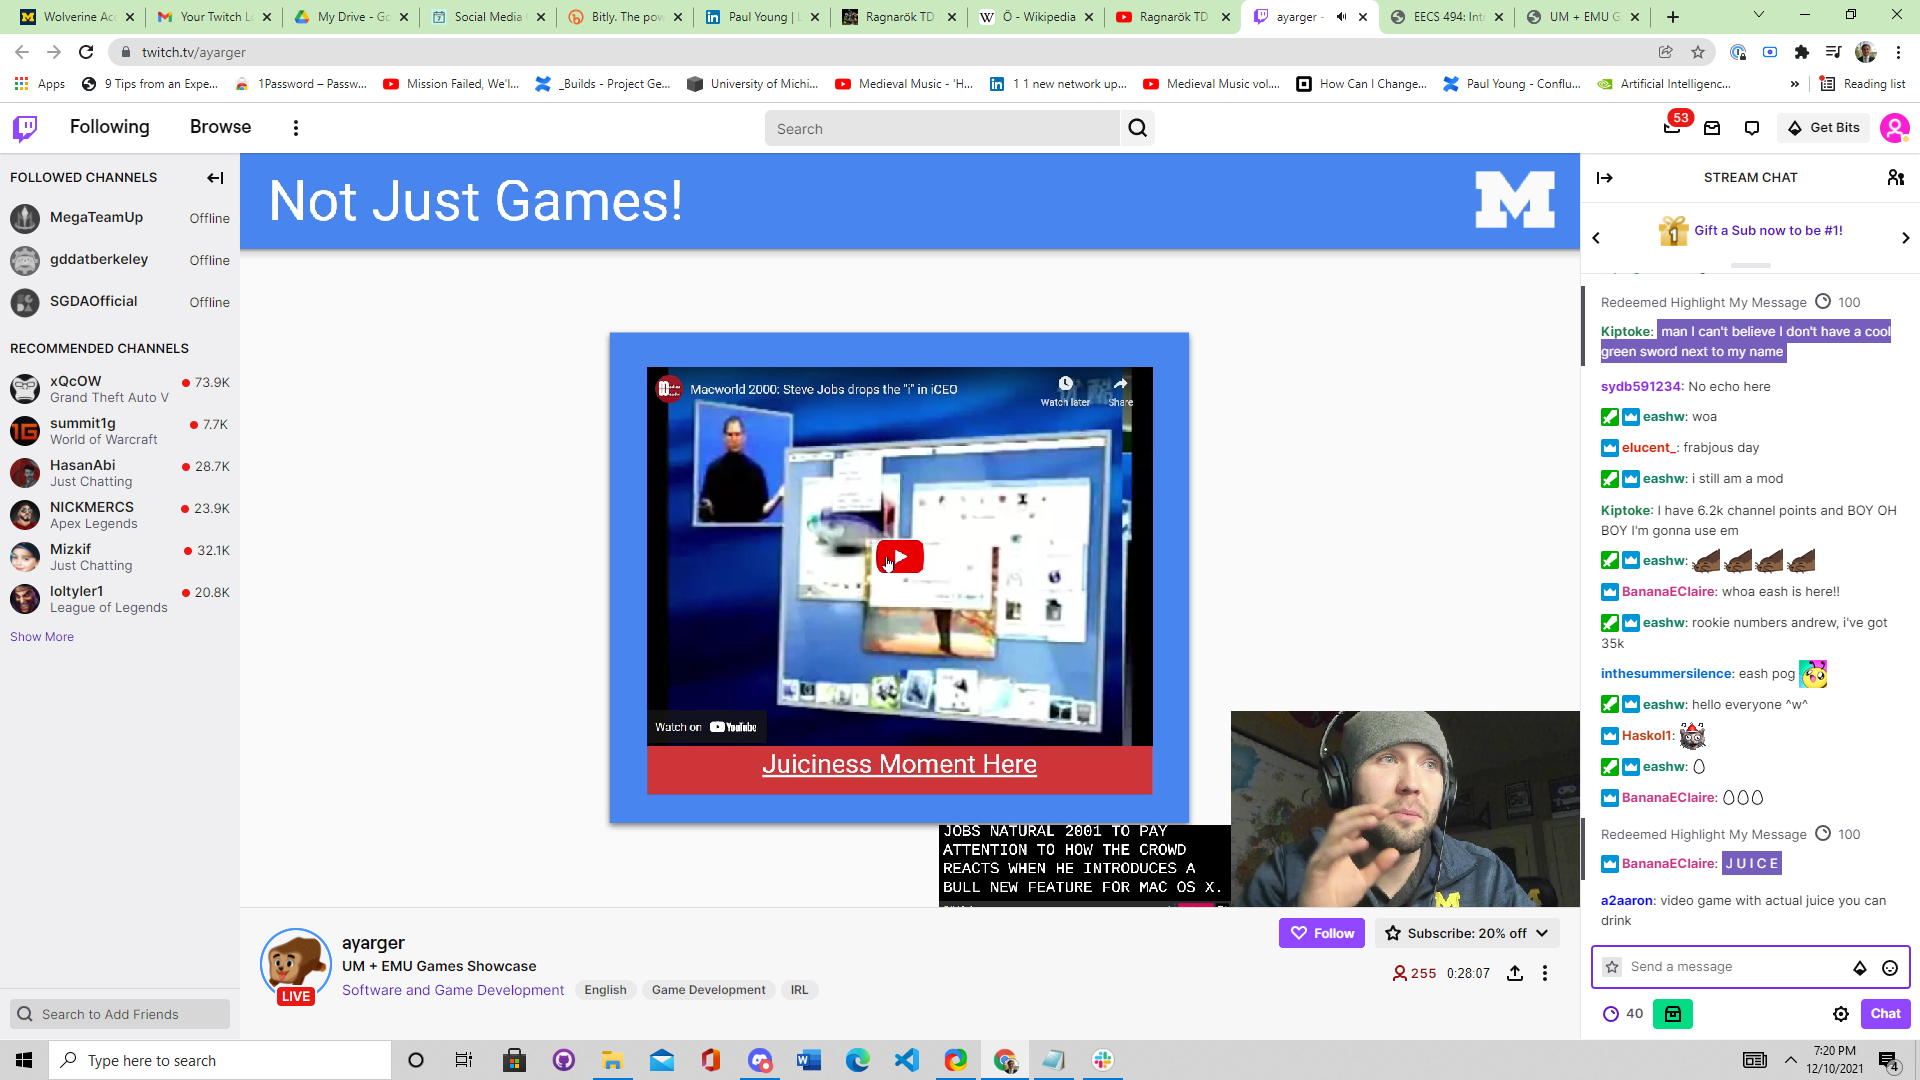 Wolverine Acc
Your Twitch Lo
My Drive - Go
Social Media
Bitly. The pow
Paul Young | L
Ragnarök TD
Ö - Wikipedia
Ragnarök TD
ayarger -
EECS 494: Int
UM + EMU G
twitch.tv/ayarger
Apps
9 Tips from an Expe...
1Password – Passw...
Mission Failed, We'l...
_Builds - Project Ge...
University of Michi...
Medieval Music - 'H...
1 1 new network up...
Medieval Music vol....
How Can I Change...
Paul Young - Conflu...
Artificial Intelligenc...
»
Reading list
Following
Browse
Search
53
Get Bits
FOLLOWED CHANNELS
MegaTeamUp
Offline
gddatberkeley
Offline
SGDAOfficial
Offline
RECOMMENDED CHANNELS
xQcOW
73.9K
Grand Theft Auto V
summit1g
7.7K
World of Warcraft
HasanAbi
28.7K
Just Chatting
NICKMERCS
23.9K
Apex Legends
Mizkif
32.1K
Just Chatting
loltyler1
20.8K
League of Legends
Show More
Search to Add Friends
Not Just Games!
M
Macworld 2000: Steve Jobs drops the "i" in iCEO
Watch later
Share
Watch on YouTube
Juiciness Moment Here
JOBS NATURAL 2001 TO PAY
ATTENTION TO HOW THE CROWD
REACTS WHEN HE INTRODUCES A
BULL NEW FEATURE FOR MAC OS X.
LIVE
ayarger
UM + EMU Games Showcase
Software and Game Development
English
Game Development
IRL
Follow
Subscribe: 20% off
255
0:28:07
STREAM CHAT
1
Gift a Sub now to be #1!
Redeemed Highlight My Message 100
Kiptoke: man I can't believe I don't have a cool
green sword next to my name
sydb591234: No echo here
eashw: woa
elucent_: frabjous day
eashw: i still am a mod
Kiptoke: I have 6.2k channel points and BOY OH
BOY I'm gonna use em
eashw:
BananaEClaire: whoa eash is here!!
eashw: rookie numbers andrew, i've got
35k
inthesummersilence: eash pog
eashw: hello everyone ^w^
Haskol1:
eashw:
BananaEClaire:
Redeemed Highlight My Message 100
BananaEClaire: J U I C E
a2aaron: video game with actual juice you can
drink
Send a message
40
Chat
Type here to search
7:20 PM
12/10/2021
4